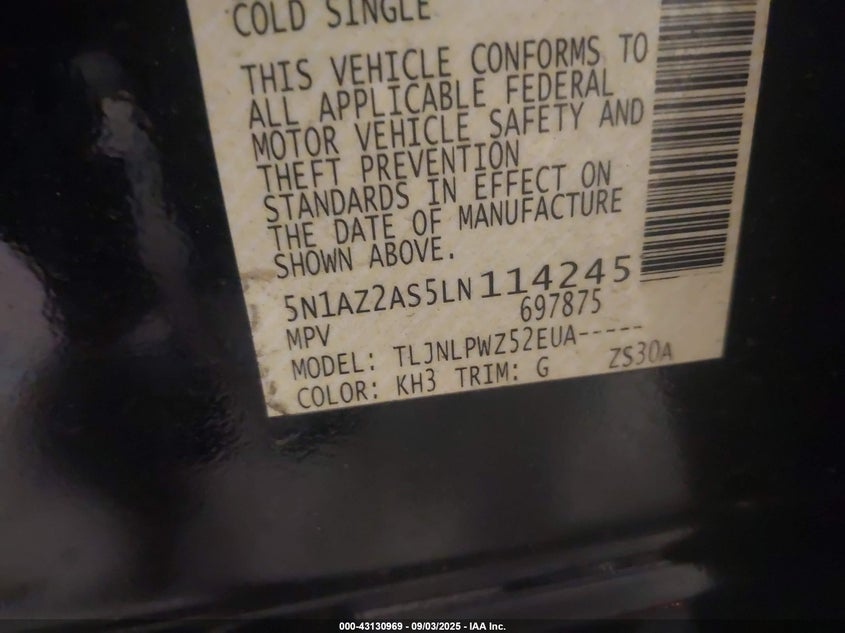 COLD SINGLE
THIS VEHICLE CONFORMS TO
ALL APPLICABLE FEDERAL
MOTOR VEHICLE SAFETY AND
THEFT PREVENTION
STANDARDS IN EFFECT ON
THE DATE OF MANUFACTURE
SHOWN ABOVE.
5N1AZ2AS5LN114245
MPV 697875
MODEL: TLJNLPWZ52EUA-----
COLOR: KH3 TRIM: G ZS30A
000-43130969 - 09/03/2025 - IAA Inc.